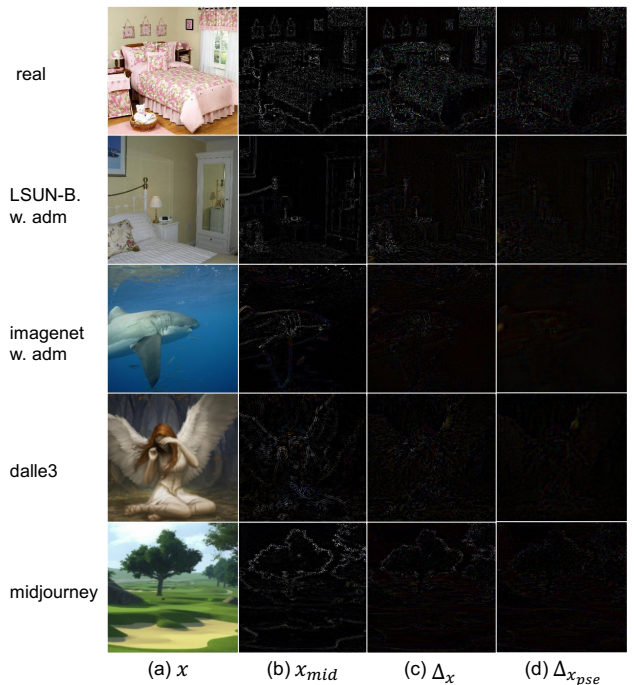 real
LSUN-B.
w. adm
imagenet
w. adm
dalle3
midjourney
(a) x (b) x_mid (c) Δ_x (d) Δ_x_pse